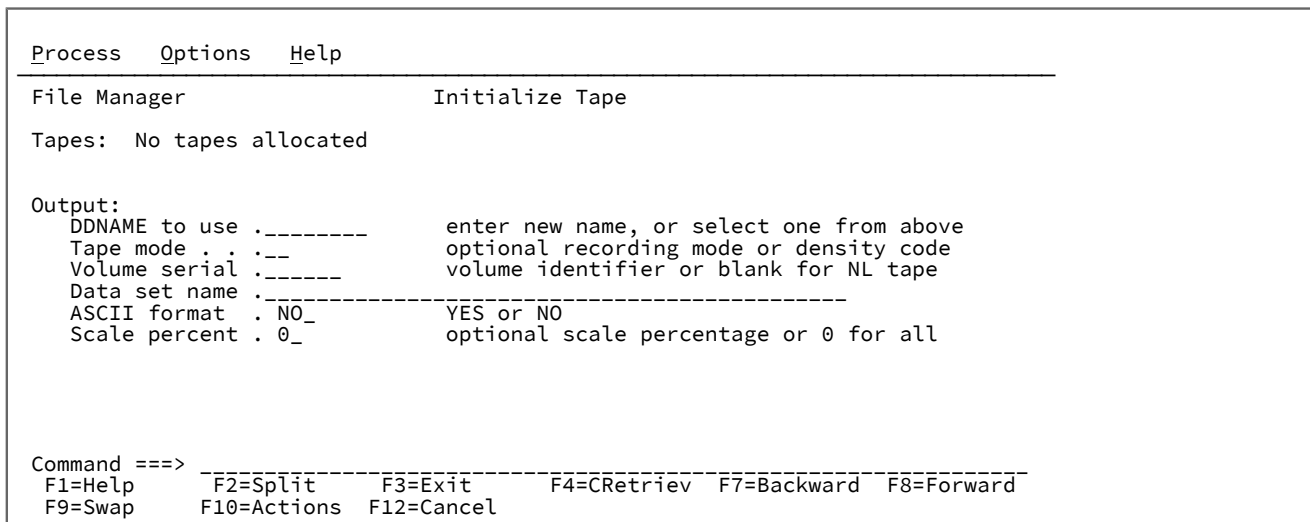 Process   Options   Help
File Manager                   Initialize Tape
Tapes:  No tapes allocated
Output:
   DDNAME to use .________      enter new name, or select one from above
   Tape mode . . .__            optional recording mode or density code
   Volume serial .______        volume identifier or blank for NL tape
   Data set name ._____________________________________________
   ASCII format  . NO_          YES or NO
   Scale percent . 0_           optional scale percentage or 0 for all
Command ===> ________________________________________________________________
 F1=Help      F2=Split     F3=Exit      F4=CRetriev  F7=Backward  F8=Forward
 F9=Swap     F10=Actions  F12=Cancel